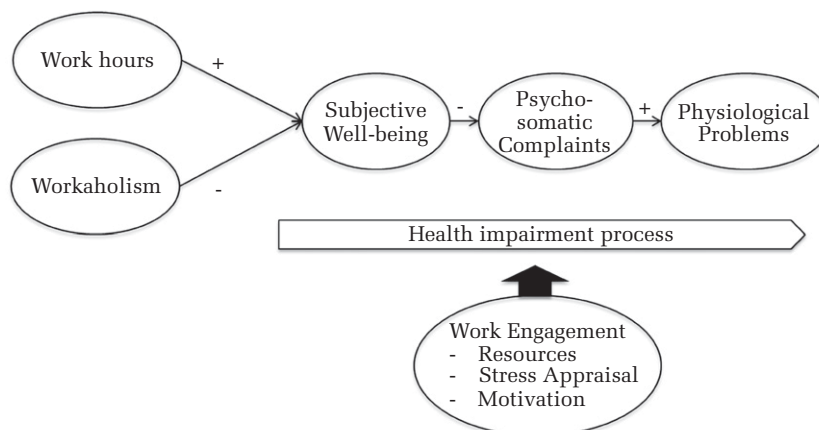 Work hours
+
Workaholism
-
Subjective
Well-being
-
Psycho-
somatic
Complaints
+
Physiological
Problems
Health impairment process
Work Engagement
- Resources
- Stress Appraisal
- Motivation